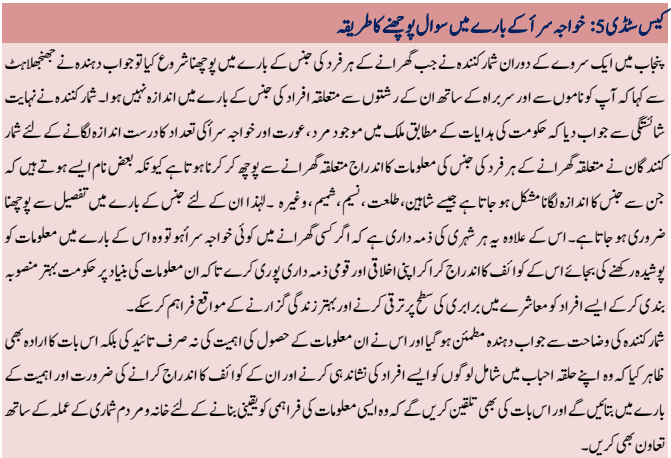 کیس سٹڈی 5: خواجہ سرأ کے بارے میں سوال پوچھنے کا طریقہ
پنجاب میں ایک سروے کے دوران شمار کنندہ نے جب گھرانے کے ہر فرد کی جنس کے بارے میں پوچھنا شروع کیا تو جواب دہندہ نے جھنجھلاہٹ
سے کہا کہ آپ کو ناموں سے اور سربراہ کے ساتھ ان کے رشتوں سے متعلقہ افراد کی جنس کے بارے میں اندازہ نہیں ہوا۔ شمار کنندہ نے نہایت
شائستگی سے جواب دیا کہ حکومت کی ہدایات کے مطابق ملک میں موجود مرد، عورت اور خواجہ سرأ کی تعداد کا درست اندازہ لگانے کے لئے شمار
کنندگان نے متعلقہ گھرانے کے ہر فرد کی جنس کی معلومات کا اندراج متعلقہ گھرانے سے پوچھ کر کرنا ہوتا ہے کیونکہ بعض نام ایسے ہوتے ہیں کہ
جن سے جنس کا اندازہ لگانا مشکل ہو جاتا ہے جیسے شاہین، طلعت ، نسیم، شمیم ، وغیرہ ۔ لہٰذا ان کے لئے جنس کے بارے میں تفصیل سے پوچھنا
ضروری ہو جاتا ہے۔ اس کے علاوہ یہ ہر شہری کی ذمہ داری ہے کہ اگر کسی گھرانے میں کوئی خواجہ سرأ ہو تو وہ اس کے بارے میں معلومات کو
پوشیدہ رکھنے کی بجائے اس کے کوائف کا اندراج کرا کر اپنی اخلاقی اور قومی ذمہ داری پوری کرے تاکہ ان معلومات کی بنیاد پر حکومت بہتر منصوبہ
بندی کر کے ایسے افراد کو معاشرے میں برابری کی سطح پر ترقی کرنے اور بہتر زندگی گزارنے کے مواقع فراہم کر سکے۔
شمار کنندہ کی وضاحت سے جواب دہندہ مطمئن ہو گیا اور اس نے ان معلومات کے حصول کی اہمیت کی نہ صرف تائید کی بلکہ اس بات کا ارادہ بھی
ظاہر کیا کہ وہ اپنے حلقہ احباب میں شامل لوگوں کو ایسے افراد کی نشاندہی کرنے اور ان کے کوائف کا اندراج کرانے کی ضرورت اور اہمیت کے
بارے میں بتائیں گے اور اس بات کی بھی تلقین کریں گے کہ وہ ایسی معلومات کی فراہمی کو یقینی بنانے کے لئے خانہ و مردم شماری کے عملہ کے ساتھ
تعاون بھی کریں۔